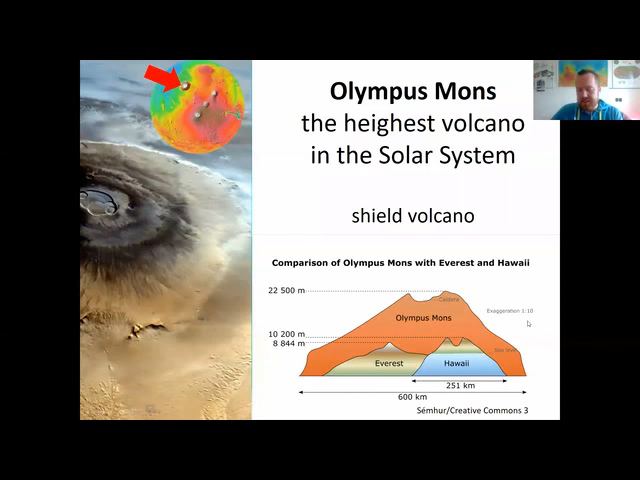 Olympus Mons
the heighest volcano
in the Solar System
shield volcano
Comparison of Olympus Mons with Everest and Hawaii
22 500 m
Caldera
Exaggeration 1:10
Olympus Mons
10 200 m
8 844 m
Sea level
Everest
Hawaii
251 km
600 km
Sémhur/Creative Commons 3